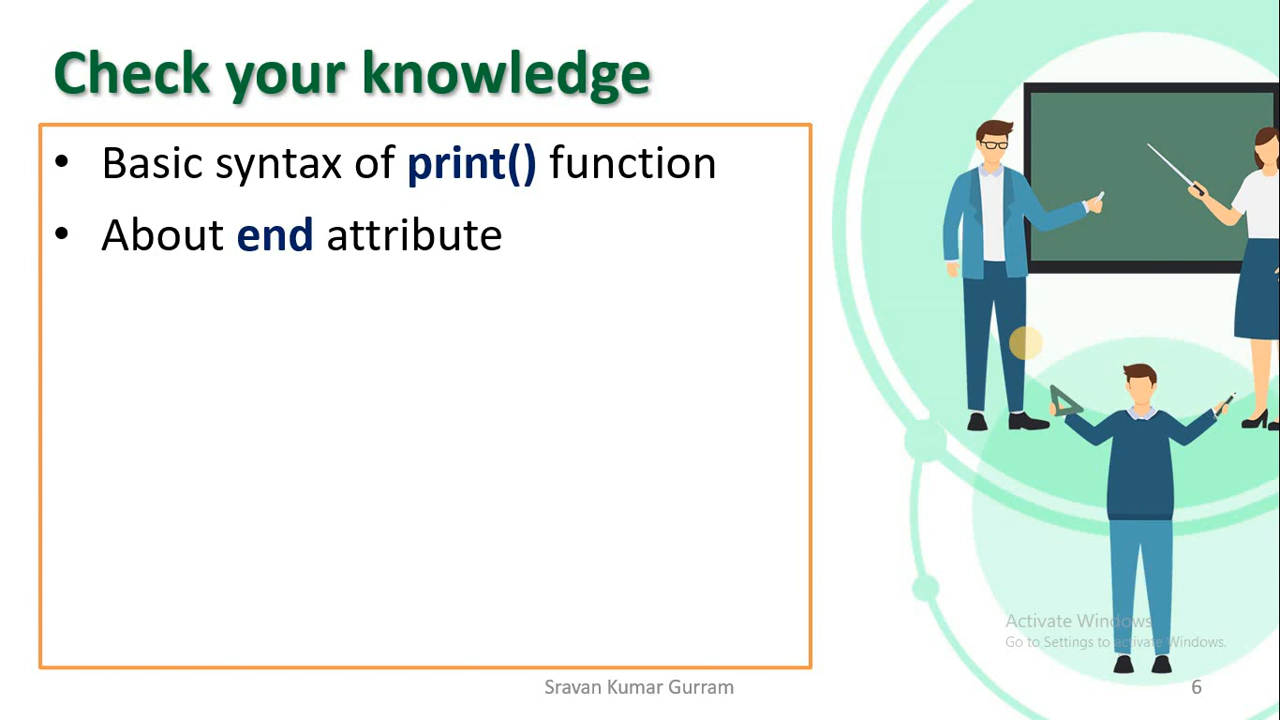 Check your knowledge
• Basic syntax of print() function
• About end attribute
Activate Windows
Go to Settings to activate Windows.
Sravan Kumar Gurram
6